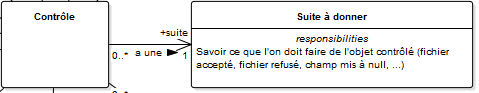 Contrôle
Suite à donner
+suite
responsibilities
0..* a une 1
Savoir ce que l'on doit faire de l'objet contrôlé (fichier
accepté, fichier refusé, champ mis à null, ...)